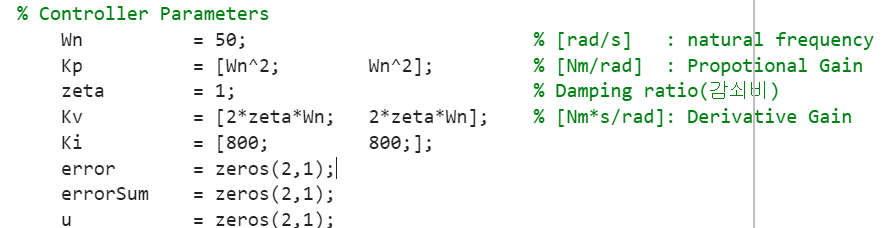 % Controller Parameters
Wn = 50; % [rad/s] : natural frequency
Kp = [Wn^2; Wn^2]; % [Nm/rad] : Propotional Gain
zeta = 1; % Damping ratio(감쇠비)
Kv = [2*zeta*Wn; 2*zeta*Wn]; % [Nm*s/rad]: Derivative Gain
Ki = [800; 800;];
error = zeros(2,1);
errorSum = zeros(2,1);
u = zeros(2,1);